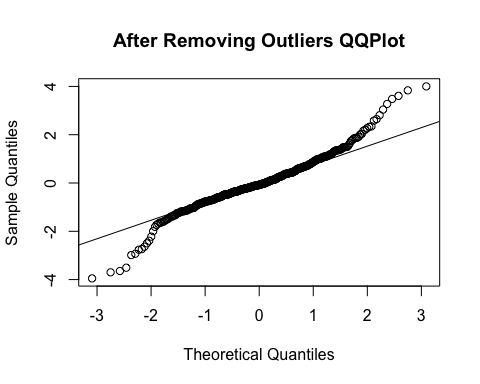 After Removing Outliers QQPlot
Sample Quantiles
4
2
0
-2
-4
-3 -2 -1 0 1 2 3
Theoretical Quantiles